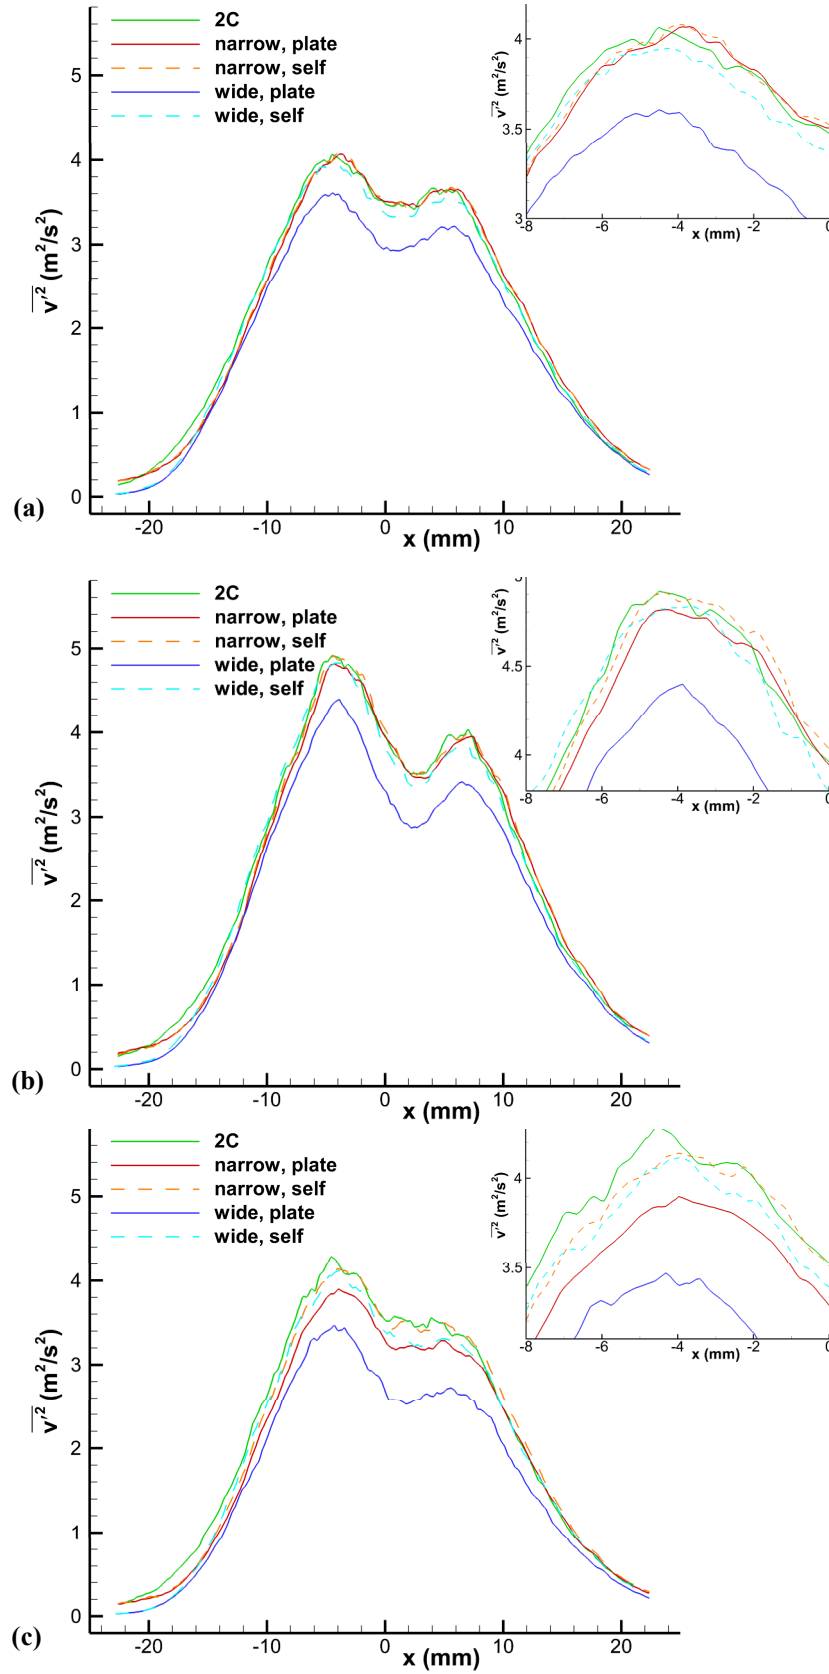 2C
narrow, plate
narrow, self
wide, plate
wide, self
5
4
3
2
1
0
v'² (m²/s²)
-20 -10 0 10 20
x (mm)
(a)
4
3.5
3
v'² (m²/s²)
-8 -6 -4 -2 0
x (mm)
2C
narrow, plate
narrow, self
wide, plate
wide, self
5
4
3
2
1
0
v'² (m²/s²)
-20 -10 0 10 20
x (mm)
(b)
5
4.5
4
v'² (m²/s²)
-8 -6 -4 -2 0
x (mm)
2C
narrow, plate
narrow, self
wide, plate
wide, self
5
4
3
2
1
0
v'² (m²/s²)
-20 -10 0 10 20
x (mm)
(c)
4
3.5
v'² (m²/s²)
-8 -6 -4 -2 0
x (mm)